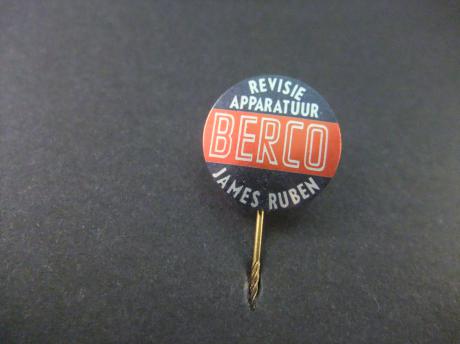 REVISIE
APPARATUUR
BERCO
JAMES RUBEN